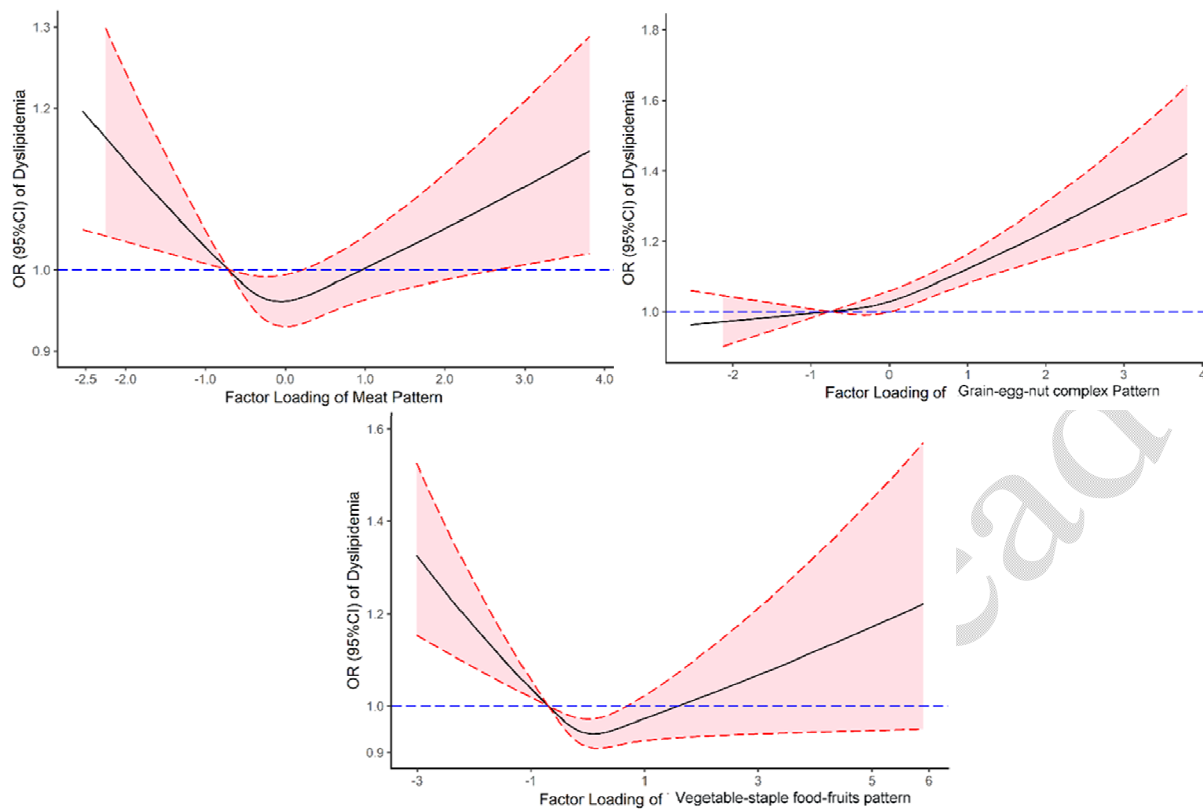 OR (95%CI) of Dyslipidemia
1.3
1.2
1.0
0.9
-2.5 -2.0 -1.0 0.0 1.0 2.0 3.0 4.0
Factor Loading of Meat Pattern
OR (95%CI) of Dyslipidemia
1.8
1.6
1.4
1.2
1.0
-2 -1 0 1 2 3 4
Factor Loading of Grain-egg-nut complex Pattern
OR (95%CI) of Dyslipidemia
1.6
1.4
1.2
1.0
0.9
-3 -1 1 3 5 6
Factor Loading of Vegetable-staple food-fruits pattern